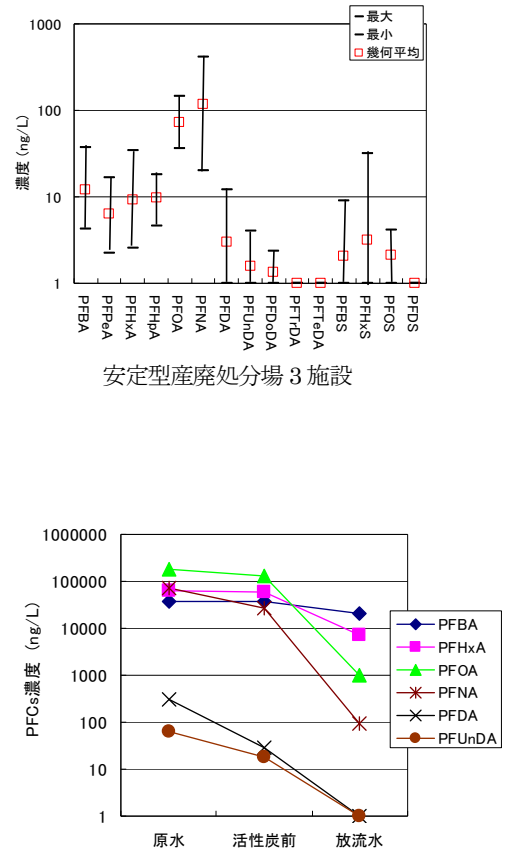 1000
100
10
1
濃度 (ng/L)
最大
最小
幾何平均
PFBA
PFPeA
PFHxA
PFHpA
PFOA
PFNA
PFDA
PFUnDA
PFDoDA
PFTrDA
PFTeDA
PFBS
PFHxS
PFOS
PFDS
安定型産廃処分場 3 施設
1000000
100000
10000
1000
100
10
1
PFCs濃度 (ng/L)
PFBA
PFHxA
PFOA
PFNA
PFDA
PFUnDA
原水 活性炭前 放流水